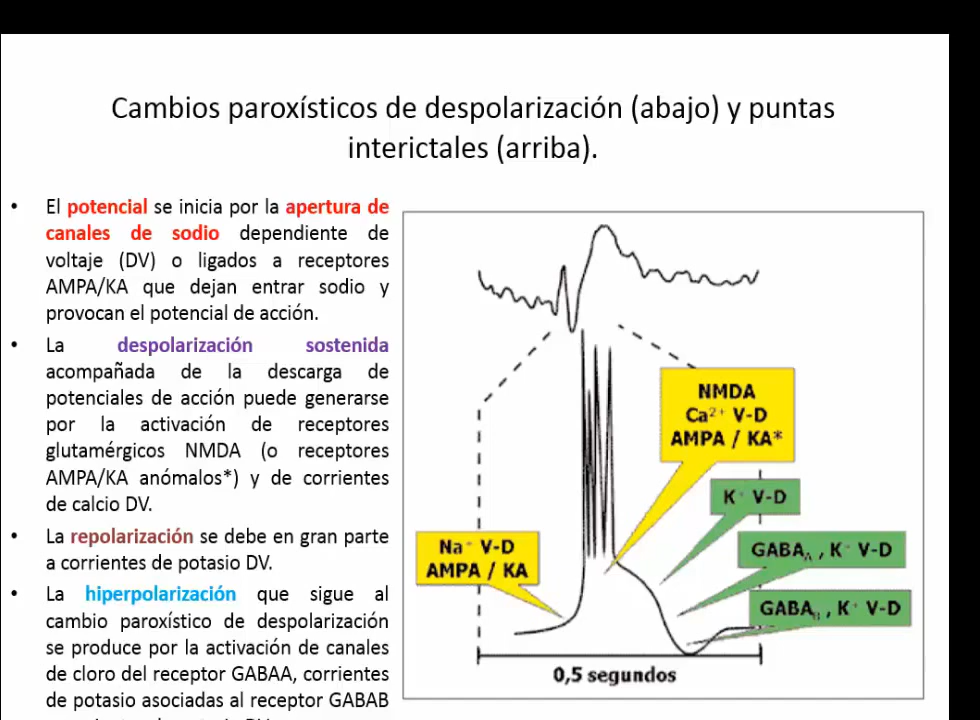 Cambios paroxísticos de despolarización (abajo) y puntas
interictales (arriba).
• El potencial se inicia por la apertura de
canales de sodio dependiente de
voltaje (DV) o ligados a receptores
AMPA/KA que dejan entrar sodio y
provocan el potencial de acción.
• La despolarización sostenida
acompañada de la descarga de
potenciales de acción puede generarse
por la activación de receptores
glutamérgicos NMDA (o receptores
AMPA/KA anómalos*) y de corrientes
de calcio DV.
• La repolarización se debe en gran parte
a corrientes de potasio DV.
• La hiperpolarización que sigue al
cambio paroxístico de despolarización
se produce por la activación de canales
de cloro del receptor GABAA, corrientes
de potasio asociadas al receptor GABAB
NMDA
Ca²⁺ V-D
AMPA / KA*
K⁺ V-D
Na⁺ V-D
AMPA / KA
GABA_A , K⁺ V-D
GABA_B , K⁺ V-D
0,5 segundos